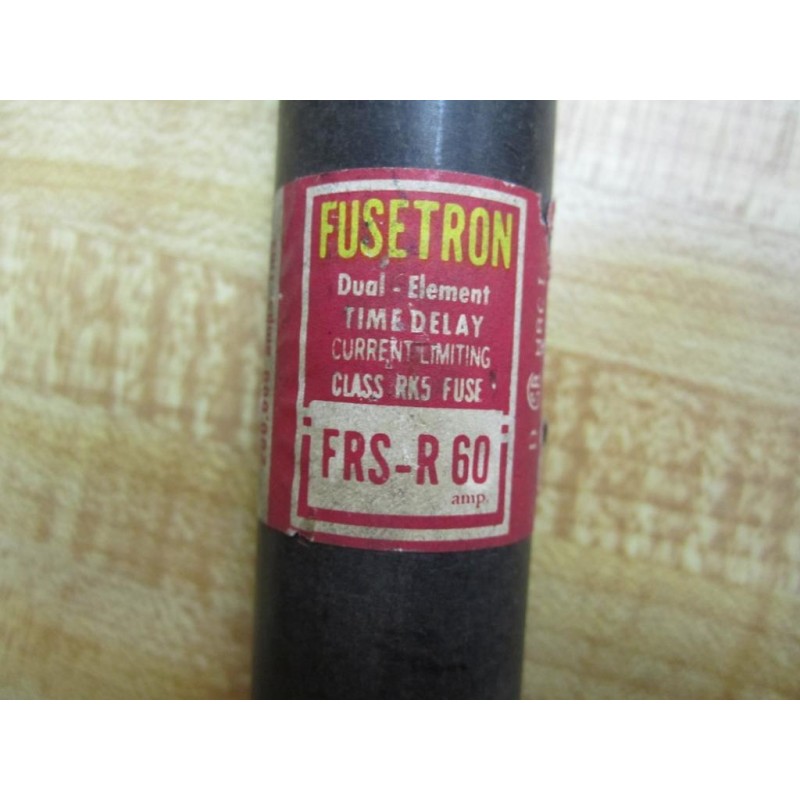 FUSETRON
Dual-Element
TIME DELAY
CURRENT LIMITING
CLASS RK5 FUSE
FRS-R 60
amp.